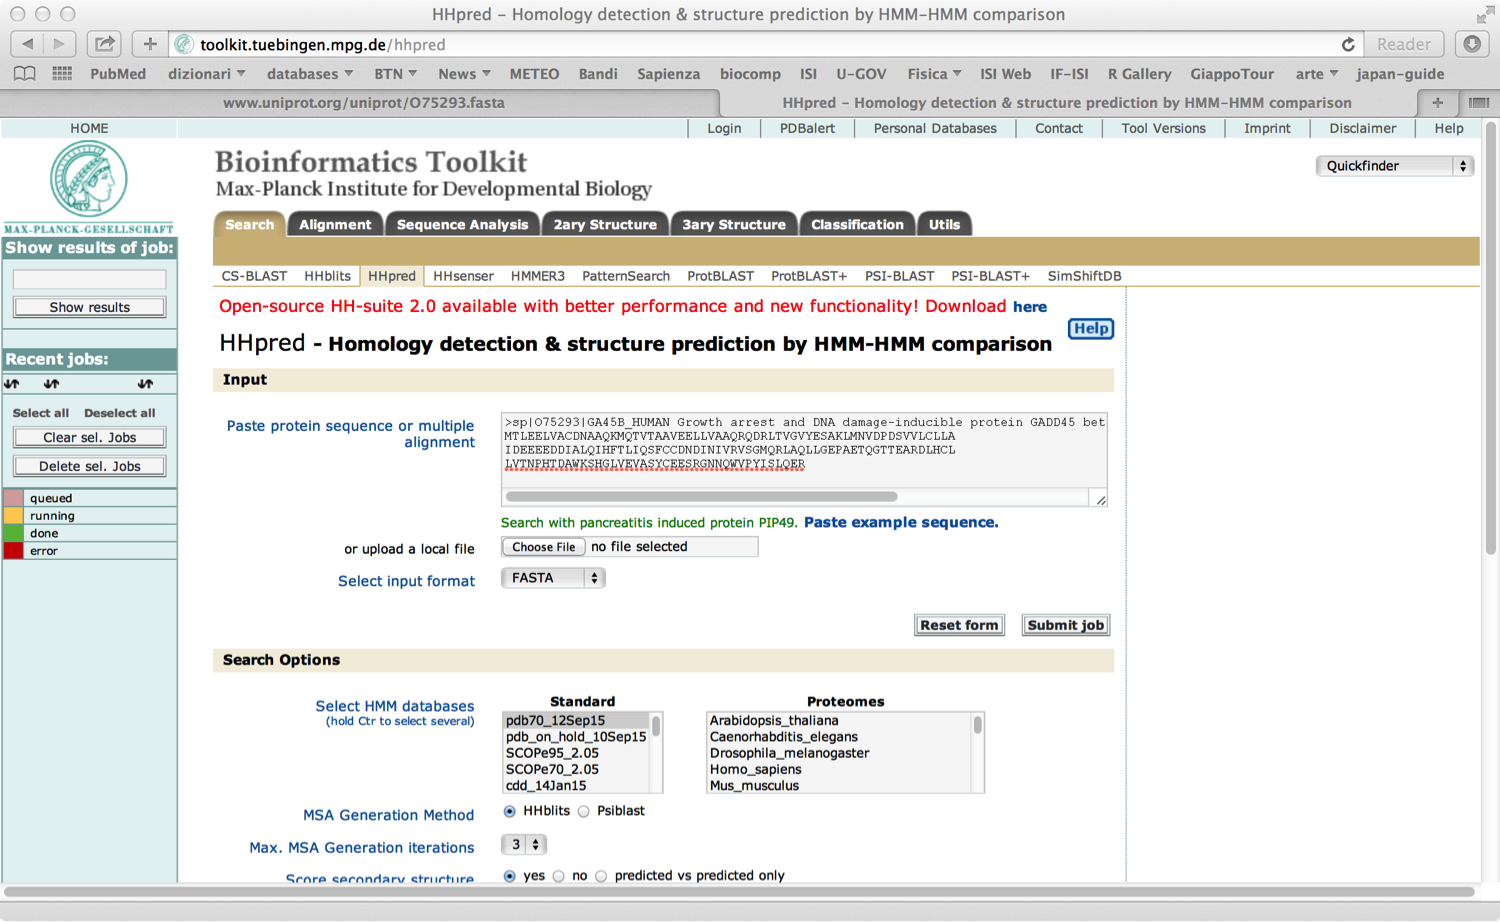 HHpred – Homology detection & structure prediction by HMM-HMM comparison
toolkit.tuebingen.mpg.de/hhpred
Reader
PubMed dizionari databases BTN News METEO Bandi Sapienza biocomp ISI U-GOV Fisica ISI Web IF-ISI R Gallery GiappoTour arte japan-guide
www.uniprot.org/uniprot/O75293.fasta
HHpred – Homology detection & structure prediction by HMM-HMM comparison
HOME
Login PDBalert Personal Databases Contact Tool Versions Imprint Disclaimer Help
Bioinformatics Toolkit
Max-Planck Institute for Developmental Biology
Quickfinder
MAX-PLANCK-GESELLSCHAFT
Search Alignment Sequence Analysis 2ary Structure 3ary Structure Classification Utils
CS-BLAST HHblits HHpred HHsenser HMMER3 PatternSearch ProtBLAST ProtBLAST+ PSI-BLAST PSI-BLAST+ SimShiftDB
Show results of job:
Show results
Recent jobs:
Select all Deselect all
Clear sel. Jobs
Delete sel. Jobs
queued
running
done
error
Open-source HH-suite 2.0 available with better performance and new functionality! Download here
Help
HHpred - Homology detection & structure prediction by HMM-HMM comparison
Input
Paste protein sequence or multiple
alignment
>sp|O75293|GA45B_HUMAN Growth arrest and DNA damage-inducible protein GADD45 bet
MTLEELVACDNAAQKMQTVTAAVEELLVAAQRQDRLTVGVYESAKLMNVDPDSVVLCLLA
IDEEEEDDIALQIHFTLIQSFCCDNDINIVRVSGMQRLAQLLGEPAETQGTTEARDLHCL
LVTNPHTDAWKSHGLVEVASYCEESRGNNQWVPYISLQER
Search with pancreatitis induced protein PIP49. Paste example sequence.
or upload a local file
Choose File no file selected
Select input format
FASTA
Reset form Submit job
Search Options
Select HMM databases
(hold Ctr to select several)
Standard
pdb70_12Sep15
pdb_on_hold_10Sep15
SCOPe95_2.05
SCOPe70_2.05
cdd_14Jan15
Proteomes
Arabidopsis_thaliana
Caenorhabditis_elegans
Drosophila_melanogaster
Homo_sapiens
Mus_musculus
MSA Generation Method
HHblits Psiblast
Max. MSA Generation iterations
3
Score secondary structure
yes no predicted vs predicted only